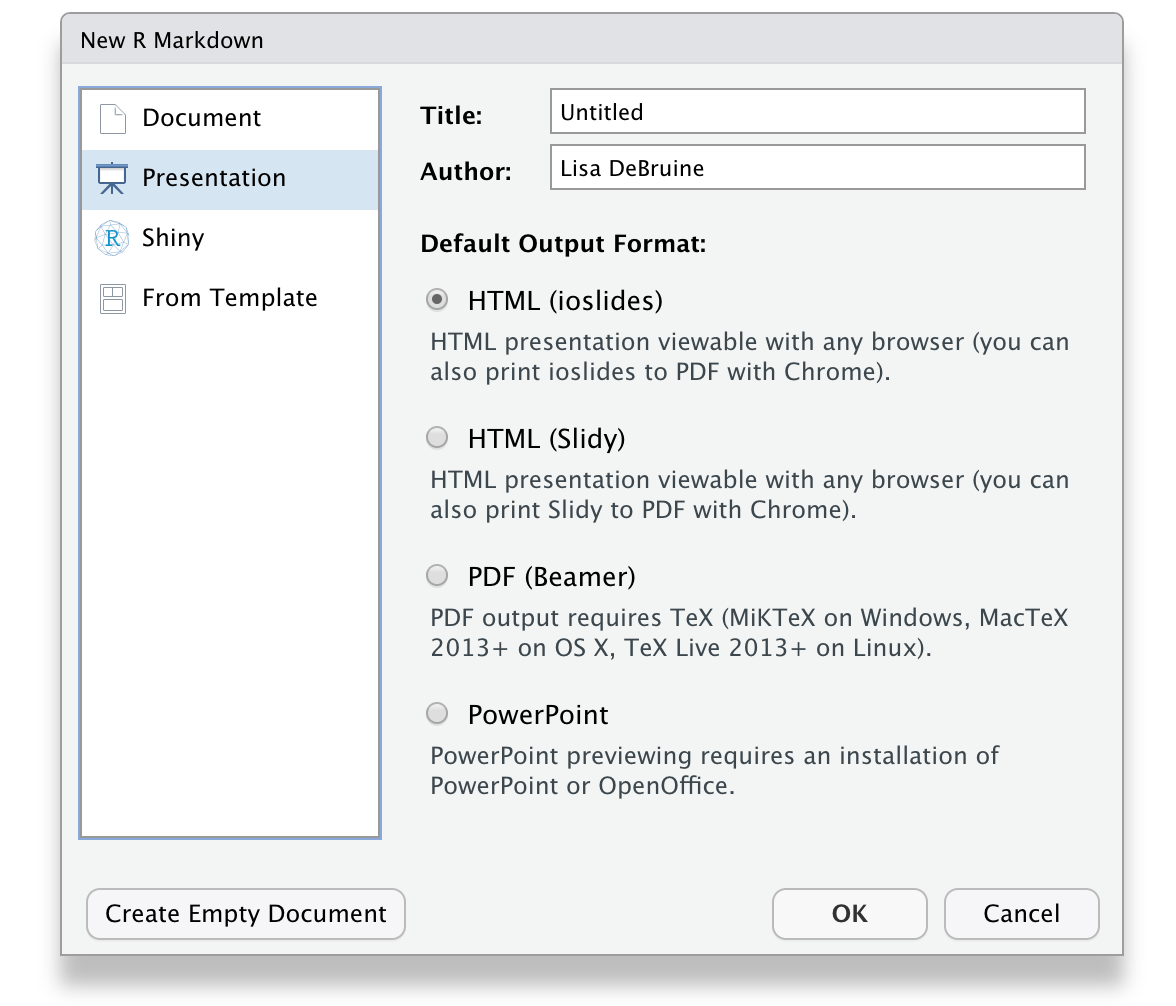 New R Markdown
Document
Presentation
R
Shiny
From Template
Title:
Untitled
Author:
Lisa DeBruine
Default Output Format:
HTML (ioslides)
HTML presentation viewable with any browser (you can
also print ioslides to PDF with Chrome).
HTML (Slidy)
HTML presentation viewable with any browser (you can
also print Slidy to PDF with Chrome).
PDF (Beamer)
PDF output requires TeX (MiKTeX on Windows, MacTeX
2013+ on OS X, TeX Live 2013+ on Linux).
PowerPoint
PowerPoint previewing requires an installation of
PowerPoint or OpenOffice.
Create Empty Document
OK
Cancel